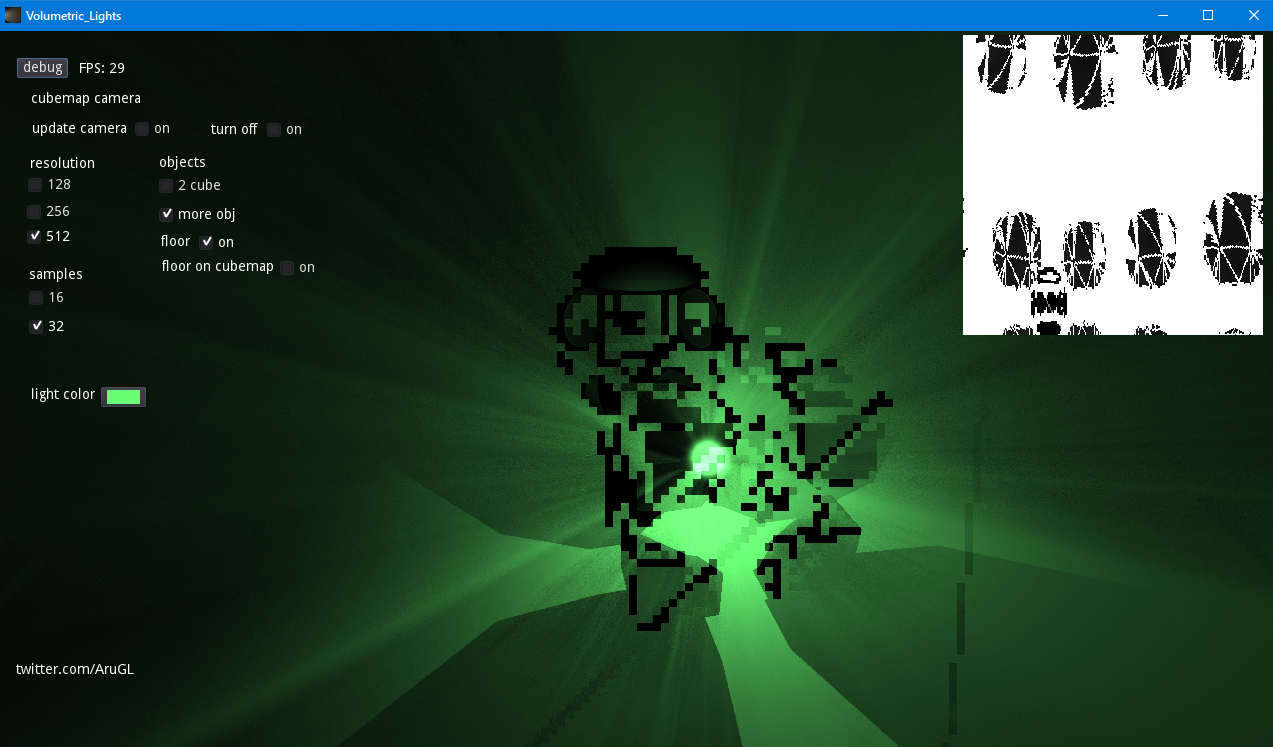 Volumetric_Lights
debug FPS: 29
cubemap camera
update camera on turn off on
resolution objects
128 2 cube
256 more obj
512 floor on
floor on cubemap on
samples
16
32
light color
twitter.com/AruGL